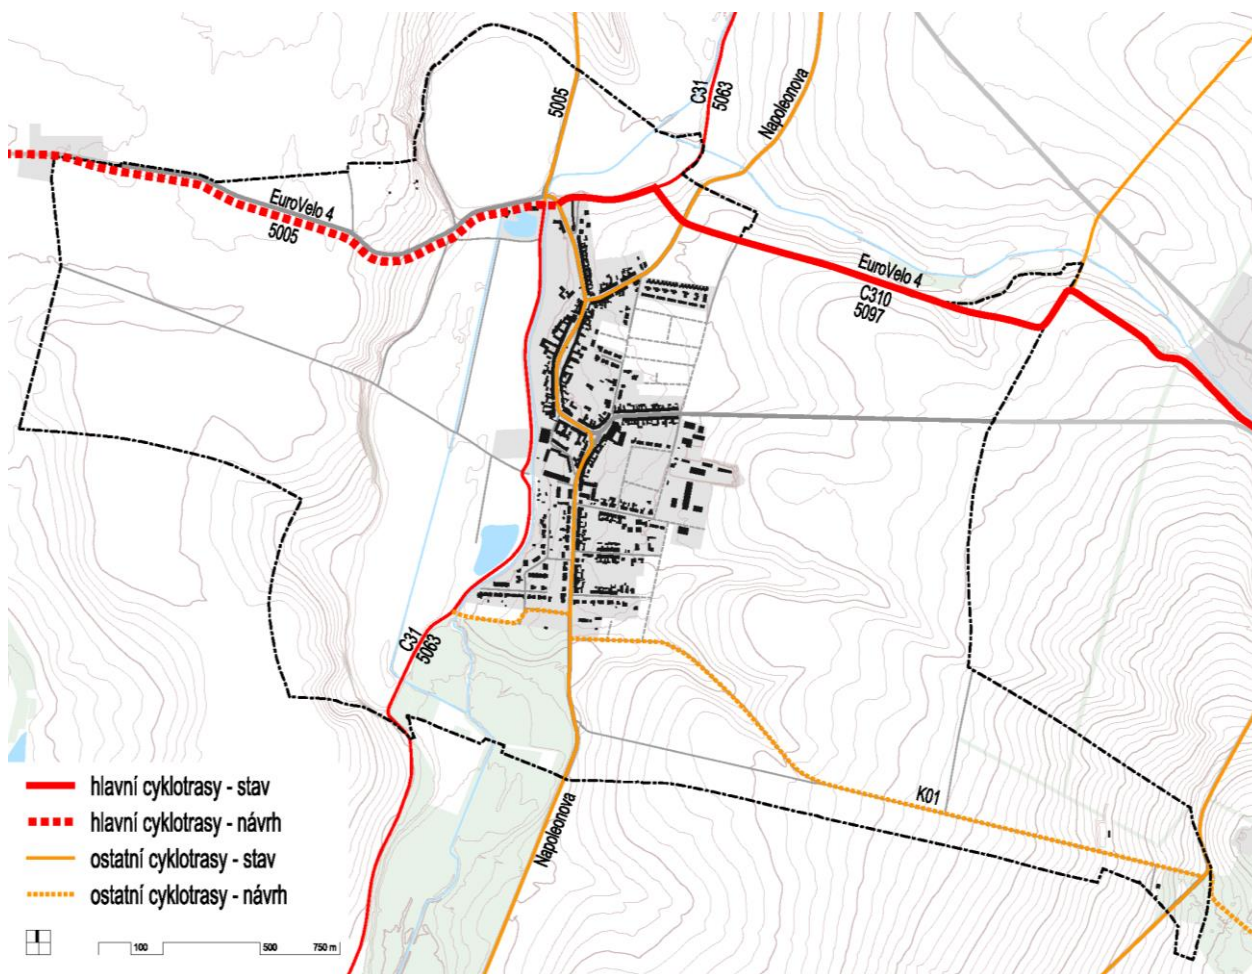 C31
5063
Napoleonova
5005
EuroVelo 4
5005
EuroVelo 4
C310
5097
C31
5063
K01
Napoleonova
hlavní cyklotrasy - stav
hlavní cyklotrasy - návrh
ostatní cyklotrasy - stav
ostatní cyklotrasy - návrh
100 500 750 m